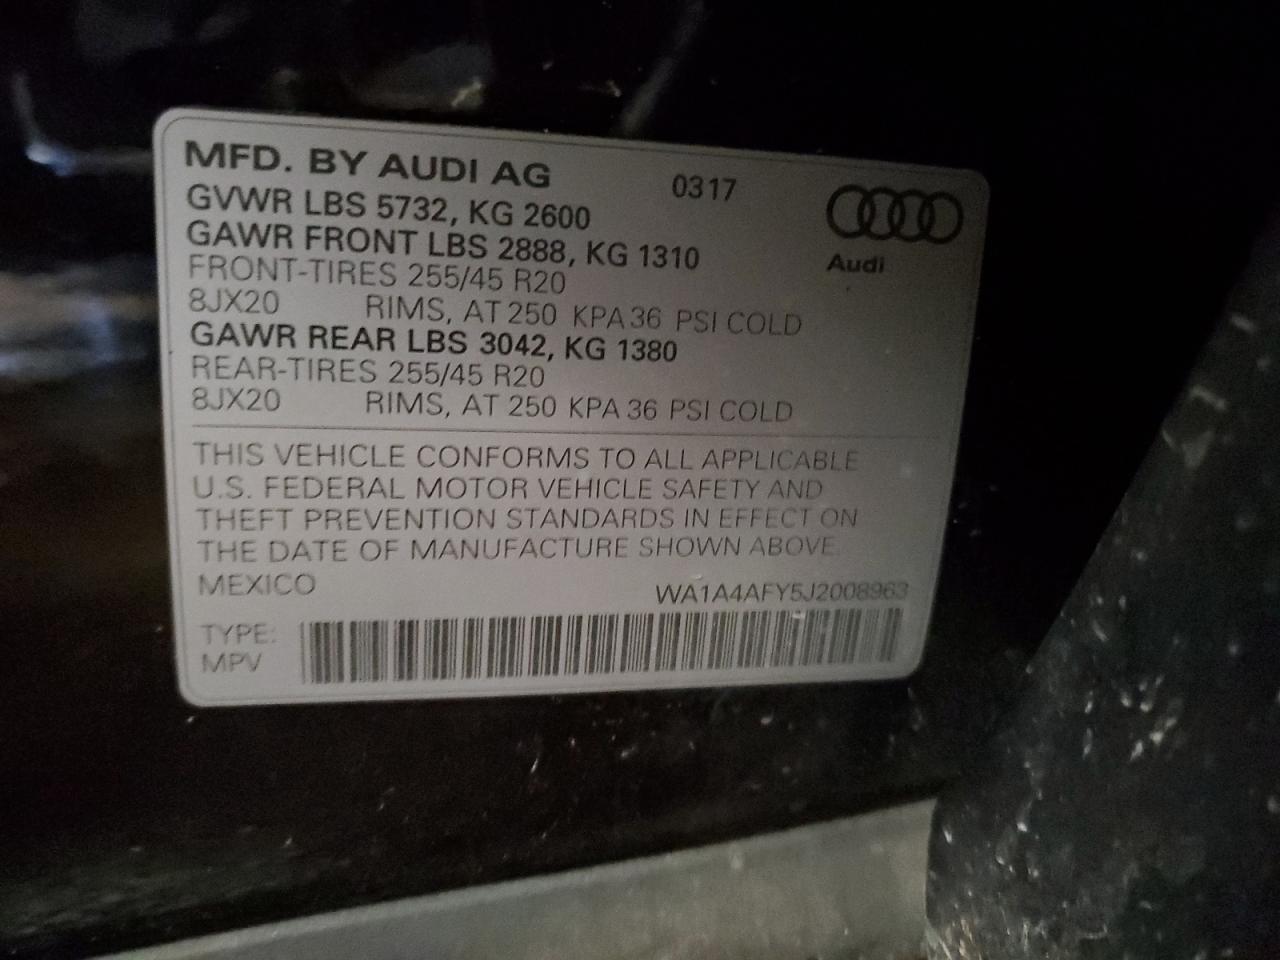 MFD. BY AUDI AG 0317
GVWR LBS 5732, KG 2600
GAWR FRONT LBS 2888, KG 1310
Audi
FRONT-TIRES 255/45 R20
8JX20 RIMS, AT 250 KPA 36 PSI COLD
GAWR REAR LBS 3042, KG 1380
REAR-TIRES 255/45 R20
8JX20 RIMS, AT 250 KPA 36 PSI COLD
THIS VEHICLE CONFORMS TO ALL APPLICABLE
U.S. FEDERAL MOTOR VEHICLE SAFETY AND
THEFT PREVENTION STANDARDS IN EFFECT ON
THE DATE OF MANUFACTURE SHOWN ABOVE.
MEXICO WA1A4AFY5J2008963
TYPE:
MPV